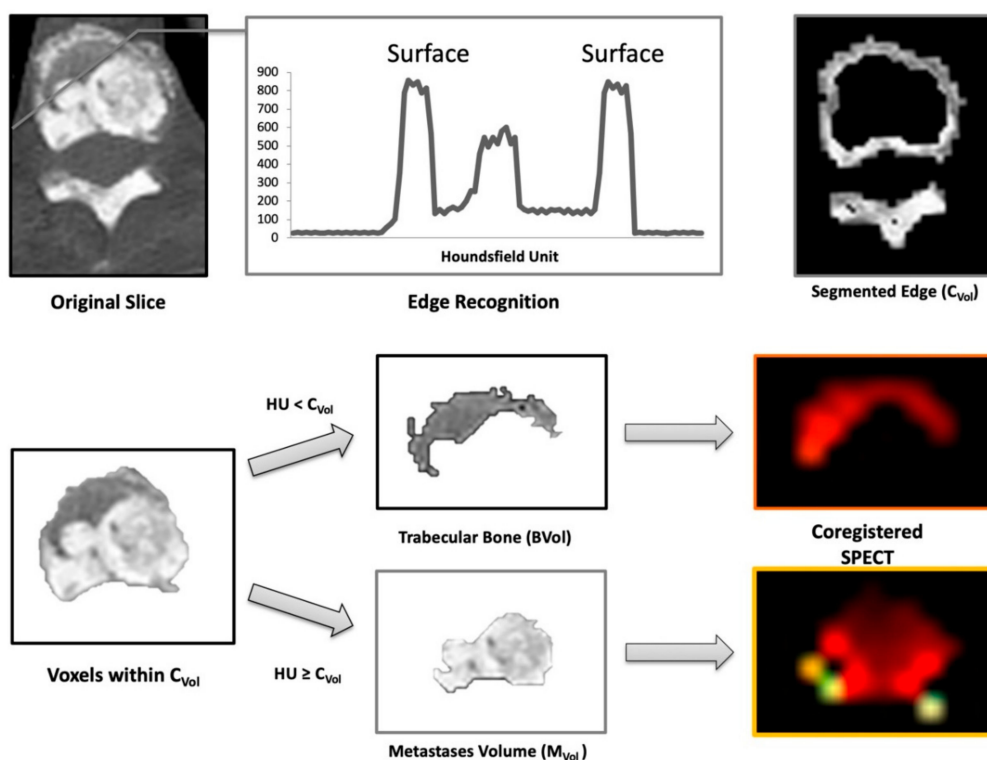 Surface
Surface
900
800
700
600
500
400
300
200
100
0
Houndsfield Unit
Original Slice
Edge Recognition
Segmented Edge (CVol)
HU < CVol
Trabecular Bone (BVol)
Coregistered
SPECT
Voxels within CVol
HU ≥ CVol
Metastases Volume (MVol)